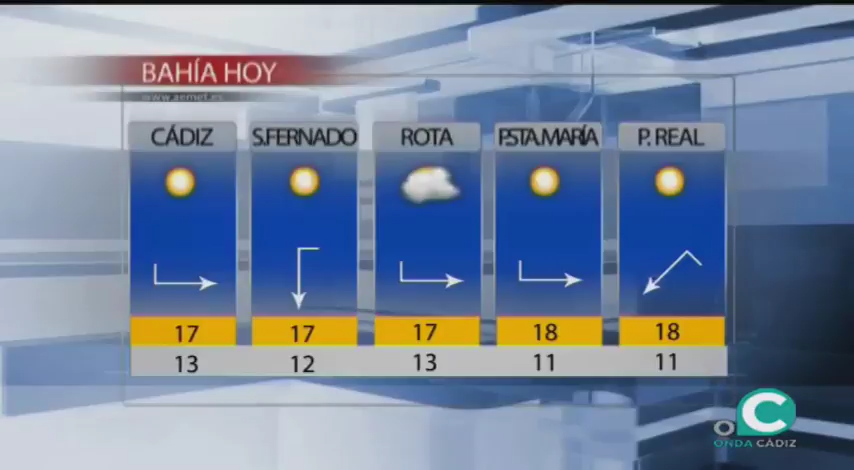 BAHÍA HOY
www.aemet.es
CÁDIZ
S.FERNADO
ROTA
P.STA.MARÍA
P. REAL
17
17
17
18
18
13
12
13
11
11
OC
ONDA CÁDIZ